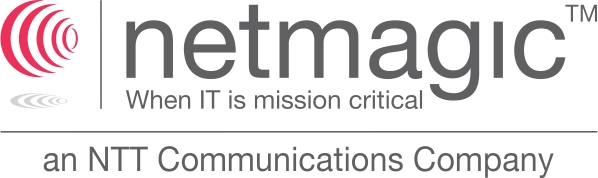 netmagic™
When IT is mission critical
an NTT Communications Company